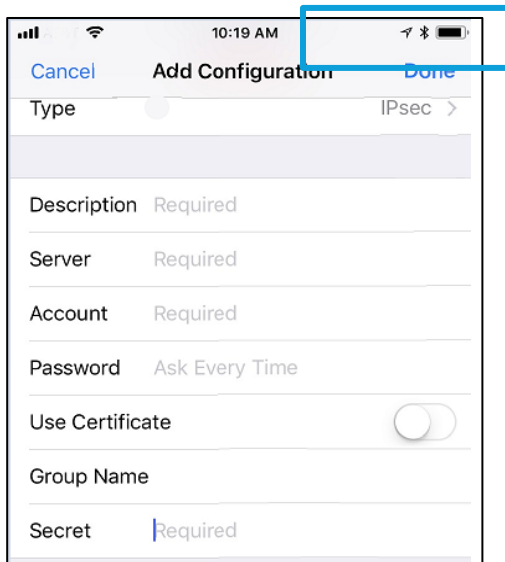 10:19 AM
Cancel Add Configuration Done
Type IPsec
Description Required
Server Required
Account Required
Password Ask Every Time
Use Certificate
Group Name
Secret Required